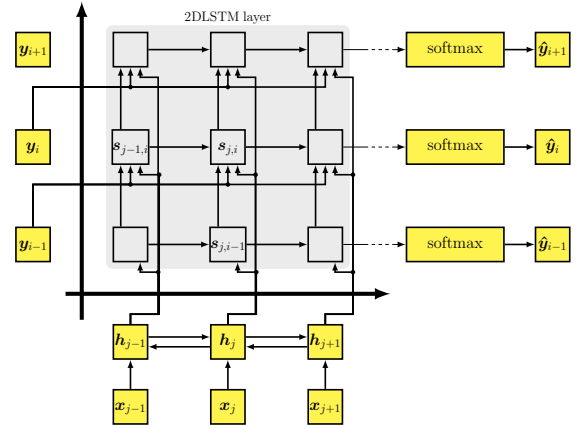 2DLSTM layer
y_{i+1} softmax ŷ_{i+1}
y_i s_{j−1,i} s_{j,i} softmax ŷ_i
y_{i−1} s_{j,i−1} softmax ŷ_{i−1}
h_{j−1} h_j h_{j+1}
x_{j−1} x_j x_{j+1}